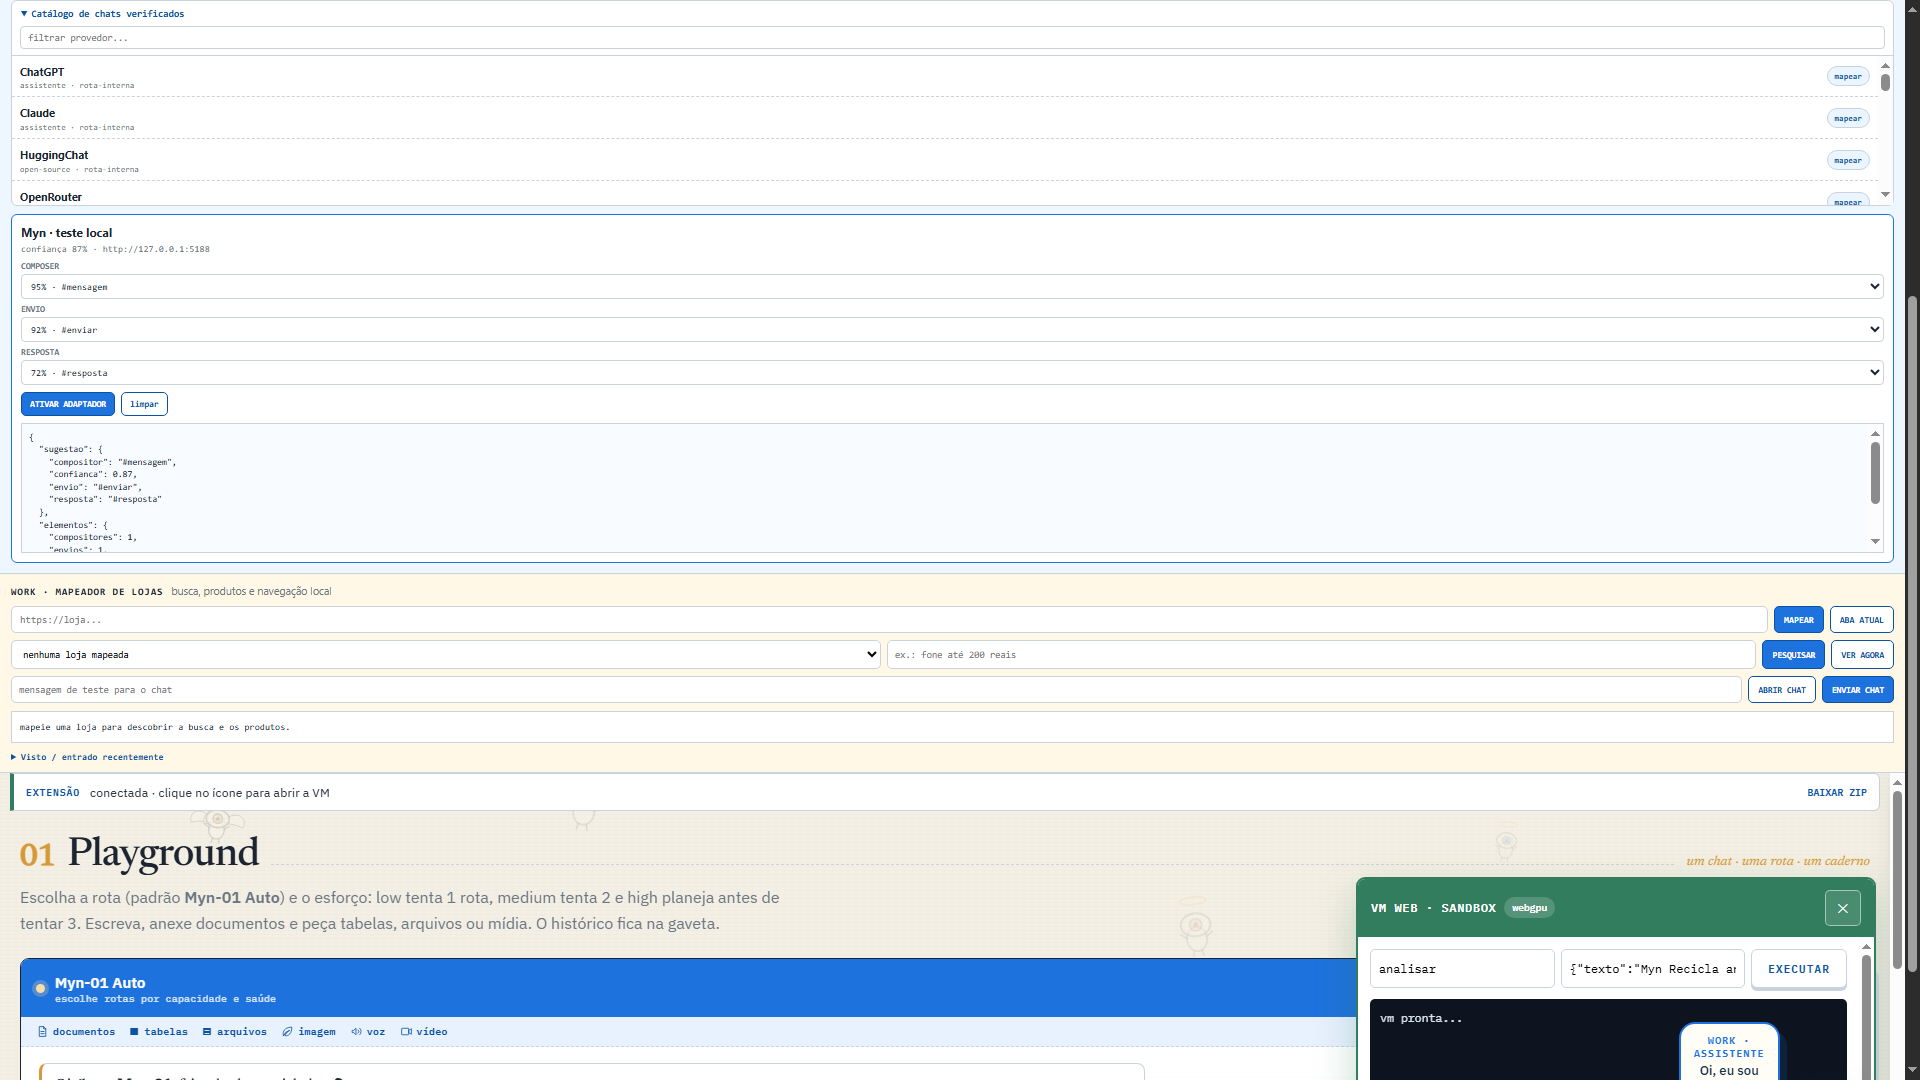 ▼ Catálogo de chats verificados
filtrar provedor...
ChatGPT
assistente · rota-interna
mapear
Claude
assistente · rota-interna
mapear
HuggingChat
open-source · rota-interna
mapear
OpenRouter
mapear
Myn · teste local
confiança 87% · http://127.0.0.1:5188
COMPOSER
95% · #mensagem
ENVIO
92% · #enviar
RESPOSTA
72% · #resposta
ATIVAR ADAPTADOR limpar
{
"sugestao": {
"compositor": "#mensagem",
"confianca": 0.87,
"envio": "#enviar",
"resposta": "#resposta"
},
"elementos": {
"compositores": 1,
"envios": 1,
WORK · MAPEADOR DE LOJAS busca, produtos e navegação local
https://loja... MAPEAR ABA ATUAL
nenhuma loja mapeada ex.: fone até 200 reais PESQUISAR VER AGORA
mensagem de teste para o chat ABRIR CHAT ENVIAR CHAT
mapeie uma loja para descobrir a busca e os produtos.
▶ Visto / entrado recentemente
EXTENSÃO conectada · clique no ícone para abrir a VM BAIXAR ZIP
01 Playground um chat · uma rota · um caderno
Escolha a rota (padrão Myn-01 Auto) e o esforço: low tenta 1 rota, medium tenta 2 e high planeja antes de
tentar 3. Escreva, anexe documentos e peça tabelas, arquivos ou mídia. O histórico fica na gaveta.
Myn-01 Auto
escolhe rotas por capacidade e saúde
documentos tabelas arquivos imagem voz vídeo
VM WEB · SANDBOX webgpu
analisar {"texto":"Myn Recicla ar EXECUTAR
vm pronta...
WORK ·
ASSISTENTE
Oi, eu sou